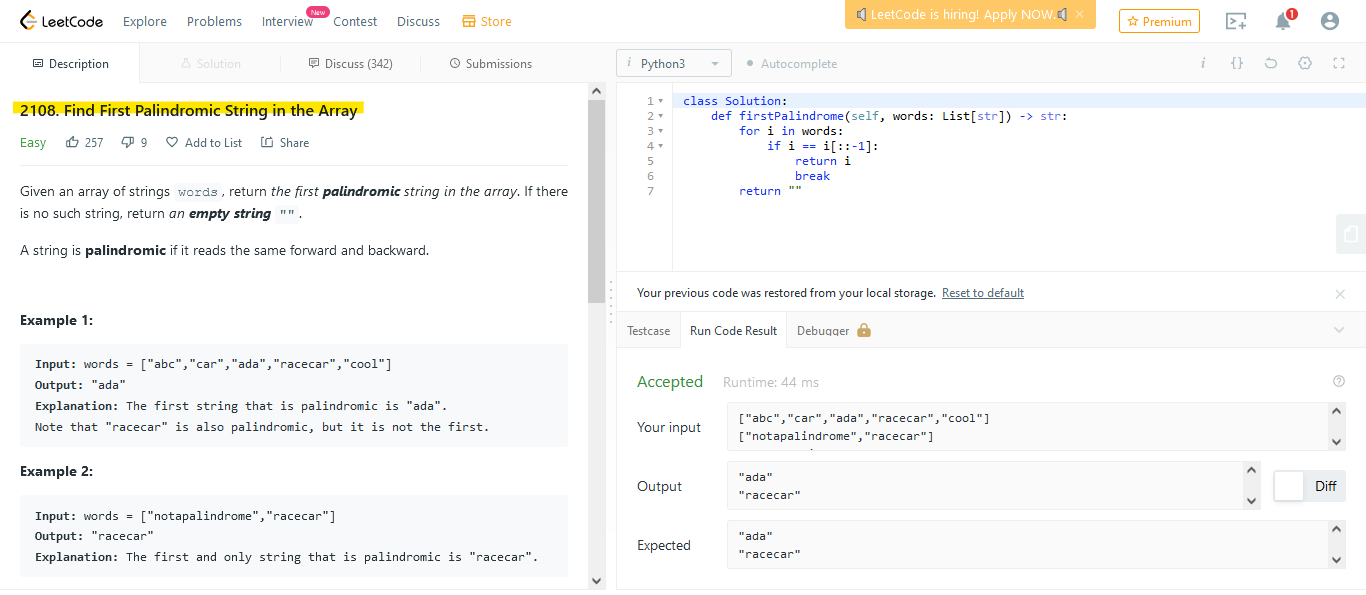 LeetCode Explore Problems Interview New Contest Discuss Store LeetCode is hiring! Apply NOW. × Premium 1
Description Solution Discuss (342) Submissions
2108. Find First Palindromic String in the Array
Easy 257 9 Add to List Share
Given an array of strings words, return the first palindromic string in the array. If there
is no such string, return an empty string "".
A string is palindromic if it reads the same forward and backward.
Example 1:
Input: words = ["abc","car","ada","racecar","cool"]
Output: "ada"
Explanation: The first string that is palindromic is "ada".
Note that "racecar" is also palindromic, but it is not the first.
Example 2:
Input: words = ["notapalindrome","racecar"]
Output: "racecar"
Explanation: The first and only string that is palindromic is "racecar".
i Python3 Autocomplete i {}
1 class Solution:
2 def firstPalindrome(self, words: List[str]) -> str:
3 for i in words:
4 if i == i[::-1]:
5 return i
6 break
7 return ""
Your previous code was restored from your local storage. Reset to default
Testcase Run Code Result Debugger
Accepted Runtime: 44 ms
Your input
["abc","car","ada","racecar","cool"]
["notapalindrome","racecar"]
Output
"ada"
"racecar"
Diff
Expected
"ada"
"racecar"